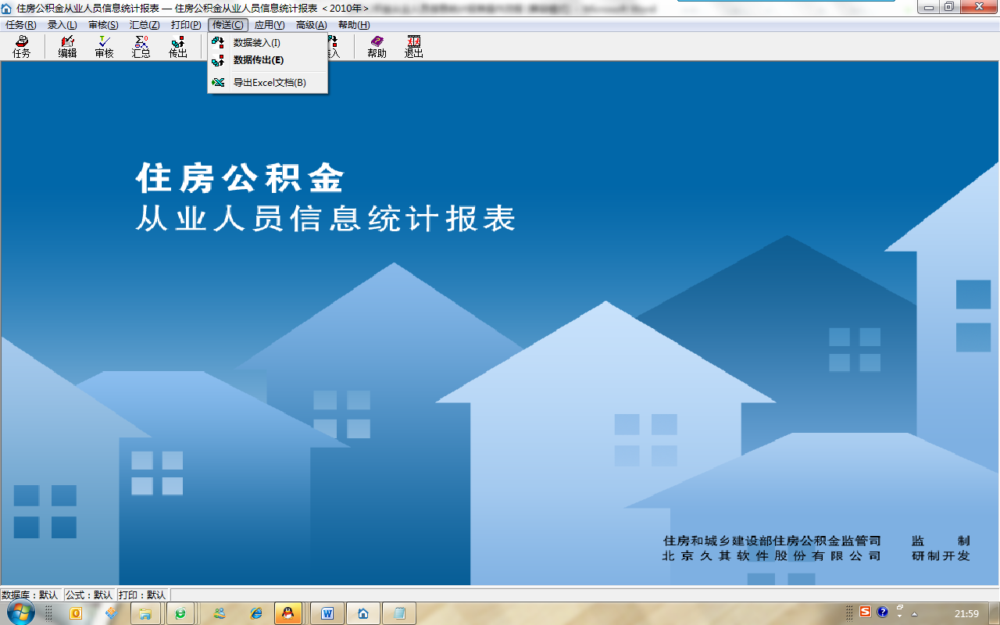 住房公积金从业人员信息统计报表 — 住房公积金从业人员信息统计报表 < 2010年 >
任务(R) 录入(L) 审核(S) 汇总(Z) 打印(P) 传送(C) 应用(Y) 高级(A) 帮助(H)
任务 编辑 审核 汇总 传出 入 帮助 退出
数据装入(I)
数据传出(E)
导出Excel文档(B)
住房公积金
从业人员信息统计报表
住房和城乡建设部住房公积金监管司 监 制
北京久其软件股份有限公司 研制开发
数据库：默认 公式：默认 打印：默认
21:59